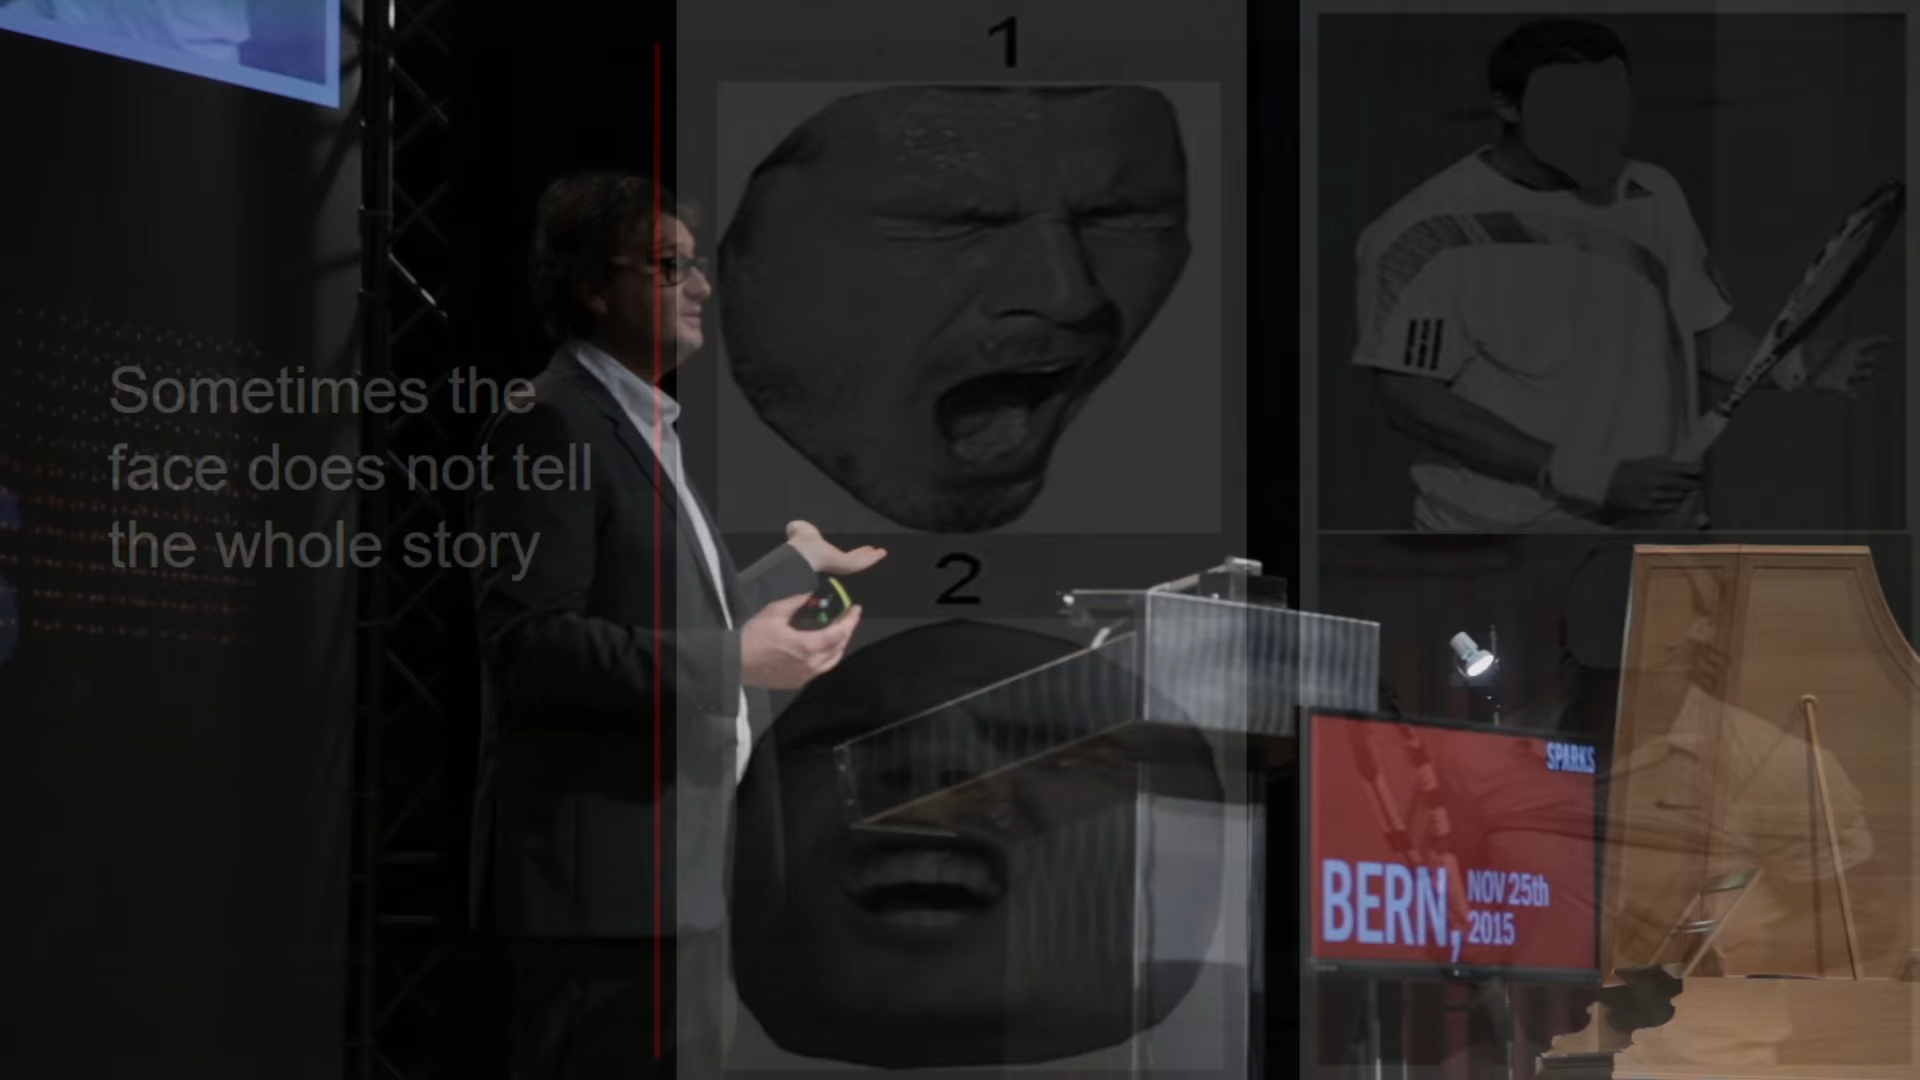 1
Sometimes the
face does not tell
the whole story
2
SPARKS
BERN,
NOV 25th
2015